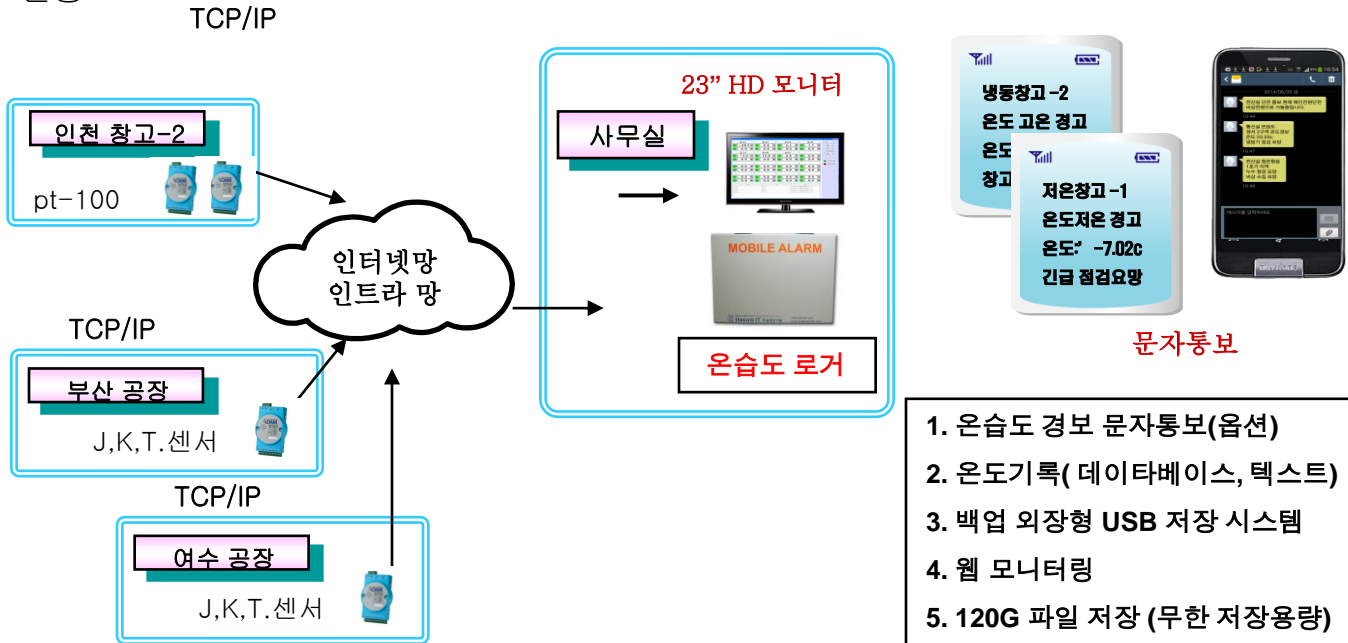 TCP/IP
인천 창고-2
pt-100
TCP/IP
부산 공장
J,K,T.센서
TCP/IP
여수 공장
J,K,T.센서
인터넷망
인트라 망
23” HD 모니터
사무실
MOBILE ALARM
온습도 로거
냉동창고 -2
온도 고온 경고
온도
창고
저온창고 -1
온도저온 경고
온도:’ -7.02c
긴급 점검요망
문자통보
1. 온습도 경보 문자통보(옵션)
2. 온도기록( 데이타베이스, 텍스트)
3. 백업 외장형 USB 저장 시스템
4. 웹 모니터링
5. 120G 파일 저장 (무한 저장용량)